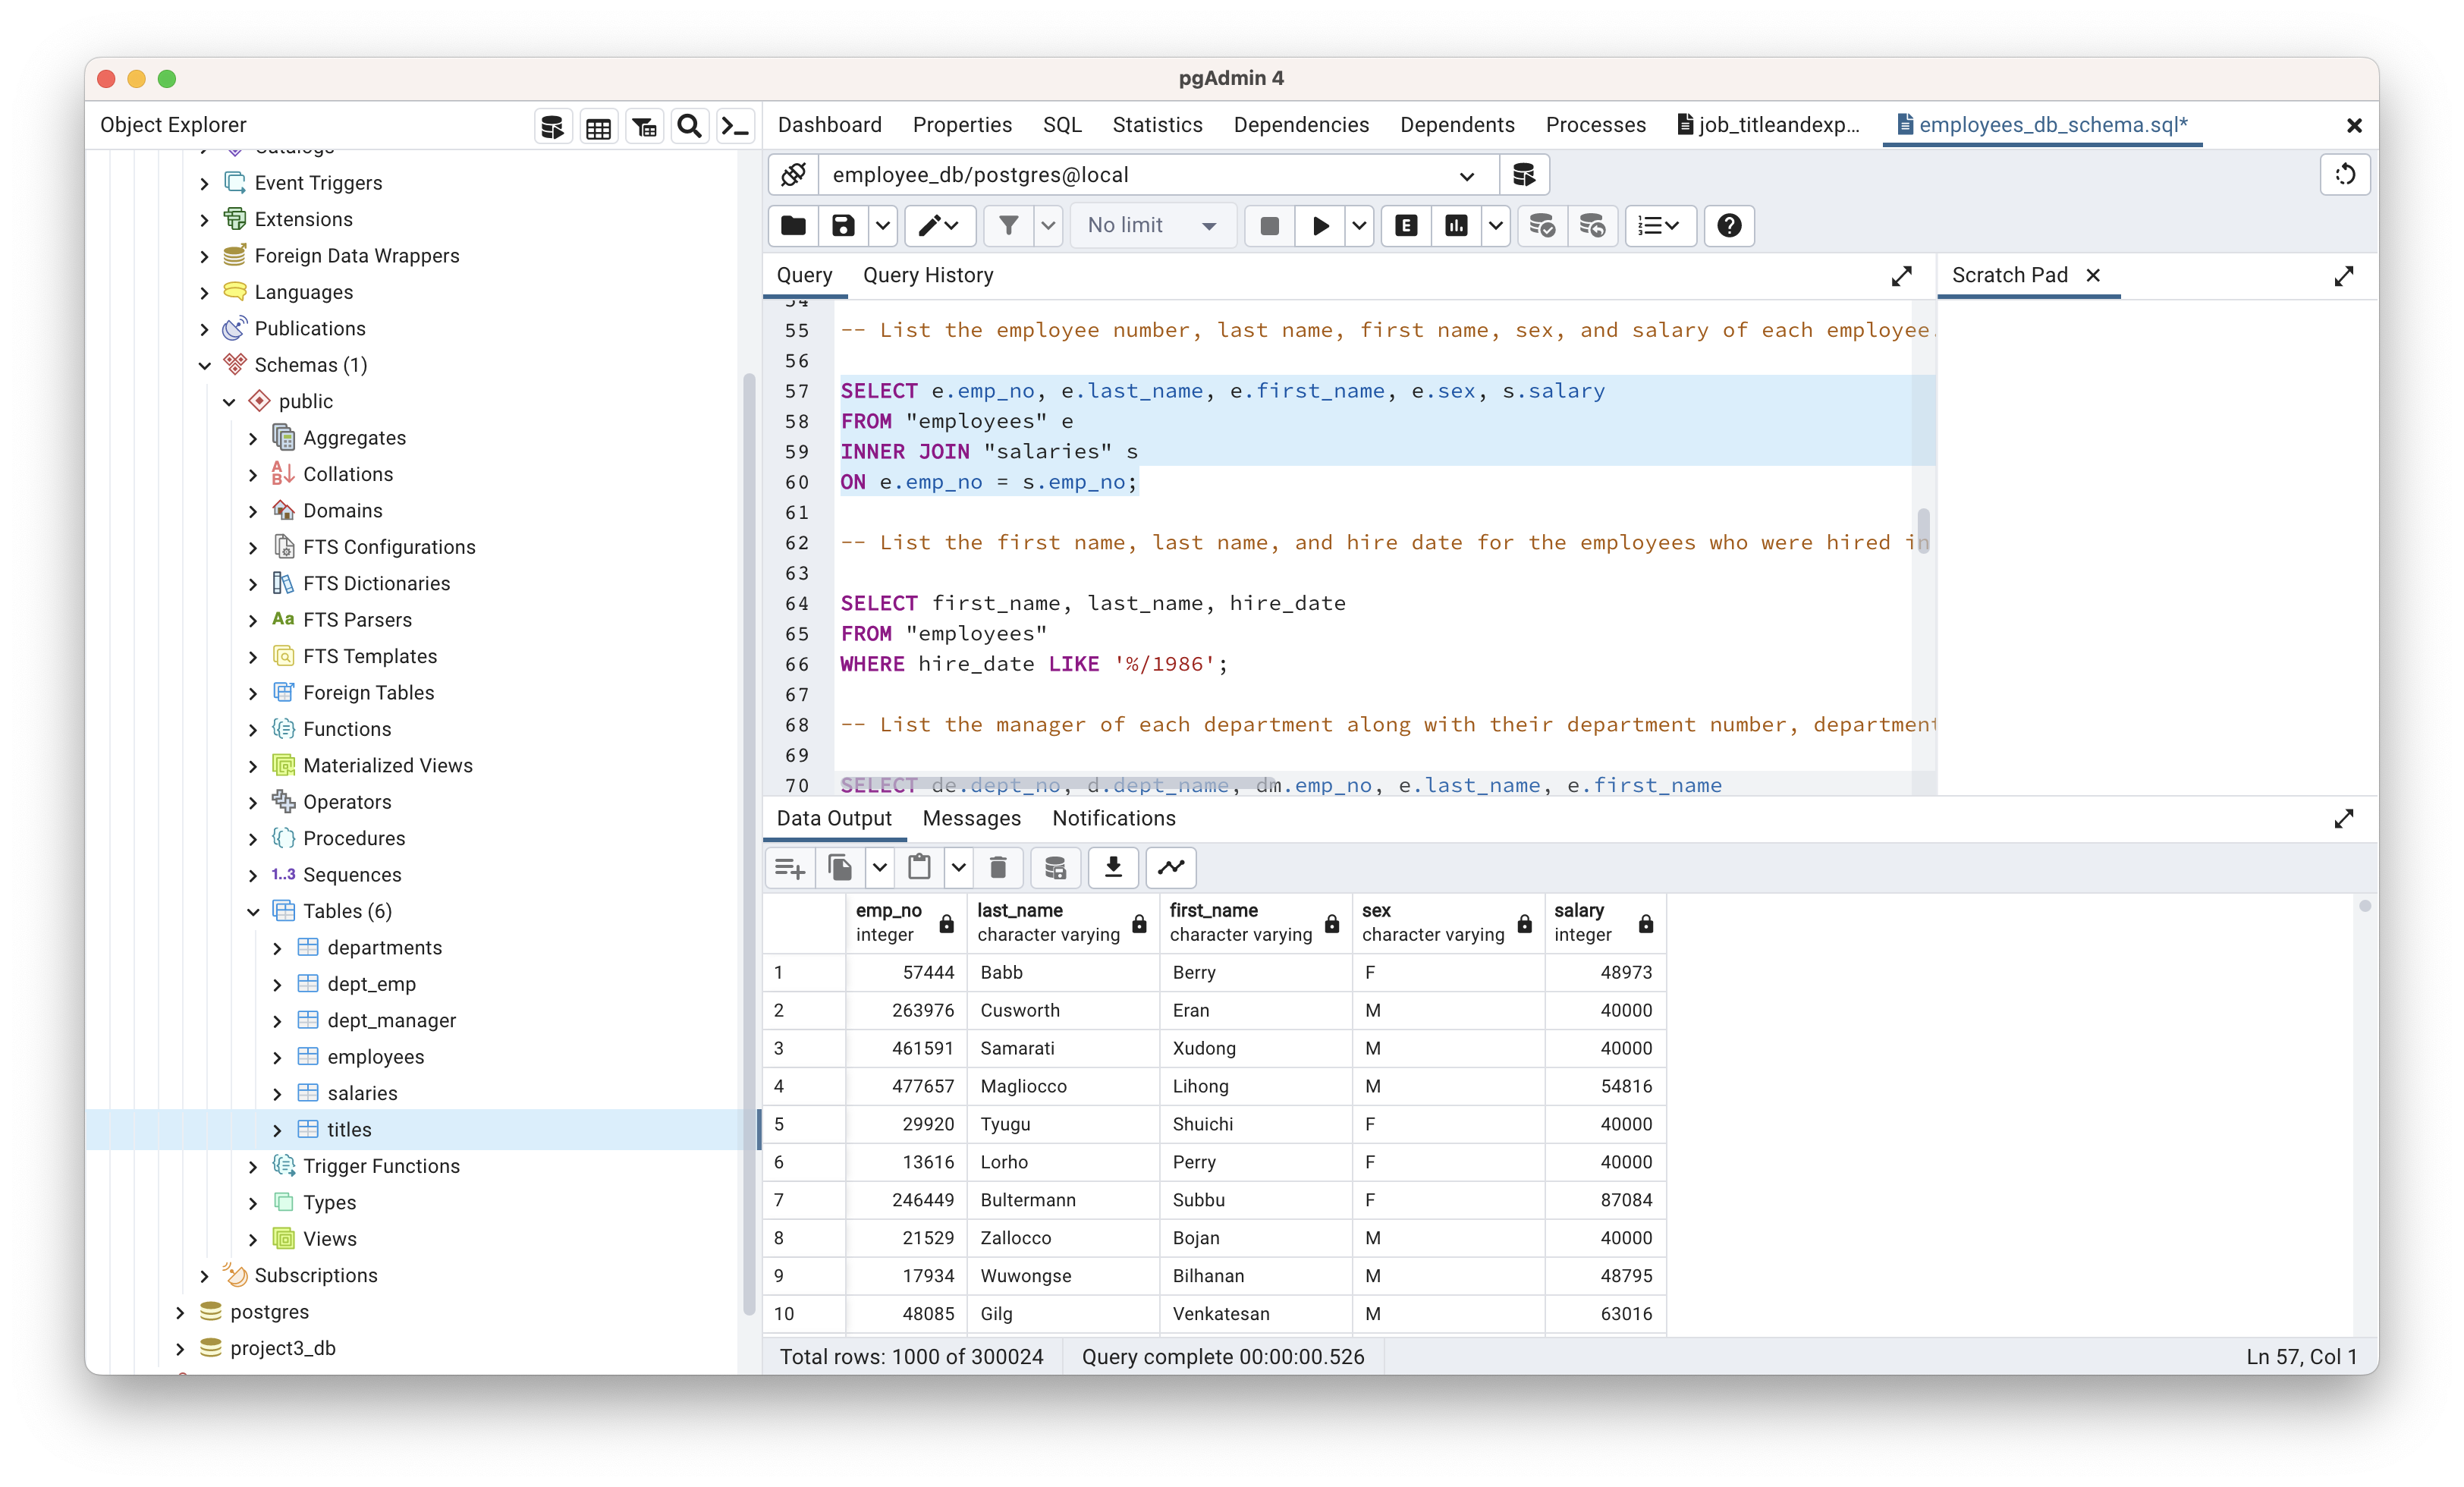 pgAdmin 4
Object Explorer
Dashboard Properties SQL Statistics Dependencies Dependents Processes job_titleandexp... employees_db_schema.sql*
Catalogs
Event Triggers
Extensions
Foreign Data Wrappers
Languages
Publications
Schemas (1)
public
Aggregates
Collations
Domains
FTS Configurations
FTS Dictionaries
Aa FTS Parsers
FTS Templates
Foreign Tables
Functions
Materialized Views
Operators
Procedures
1..3 Sequences
Tables (6)
departments
dept_emp
dept_manager
employees
salaries
titles
Trigger Functions
Types
Views
Subscriptions
postgres
project3_db
employee_db/postgres@local
No limit
E
Query Query History
Scratch Pad
54
55 -- List the employee number, last name, first name, sex, and salary of each employee.
56
57 SELECT e.emp_no, e.last_name, e.first_name, e.sex, s.salary
58 FROM "employees" e
59 INNER JOIN "salaries" s
60 ON e.emp_no = s.emp_no;
61
62 -- List the first name, last name, and hire date for the employees who were hired in
63
64 SELECT first_name, last_name, hire_date
65 FROM "employees"
66 WHERE hire_date LIKE '%/1986';
67
68 -- List the manager of each department along with their department number, department
69
70 SELECT de.dept_no, d.dept_name, dm.emp_no, e.last_name, e.first_name
Data Output Messages Notifications
emp_no last_name first_name sex salary
integer character varying character varying character varying integer
1 57444 Babb Berry F 48973
2 263976 Cusworth Eran M 40000
3 461591 Samarati Xudong M 40000
4 477657 Magliocco Lihong M 54816
5 29920 Tyugu Shuichi F 40000
6 13616 Lorho Perry F 40000
7 246449 Bultermann Subbu F 87084
8 21529 Zallocco Bojan M 40000
9 17934 Wuwongse Bilhanan M 48795
10 48085 Gilg Venkatesan M 63016
Total rows: 1000 of 300024 Query complete 00:00:00.526 Ln 57, Col 1